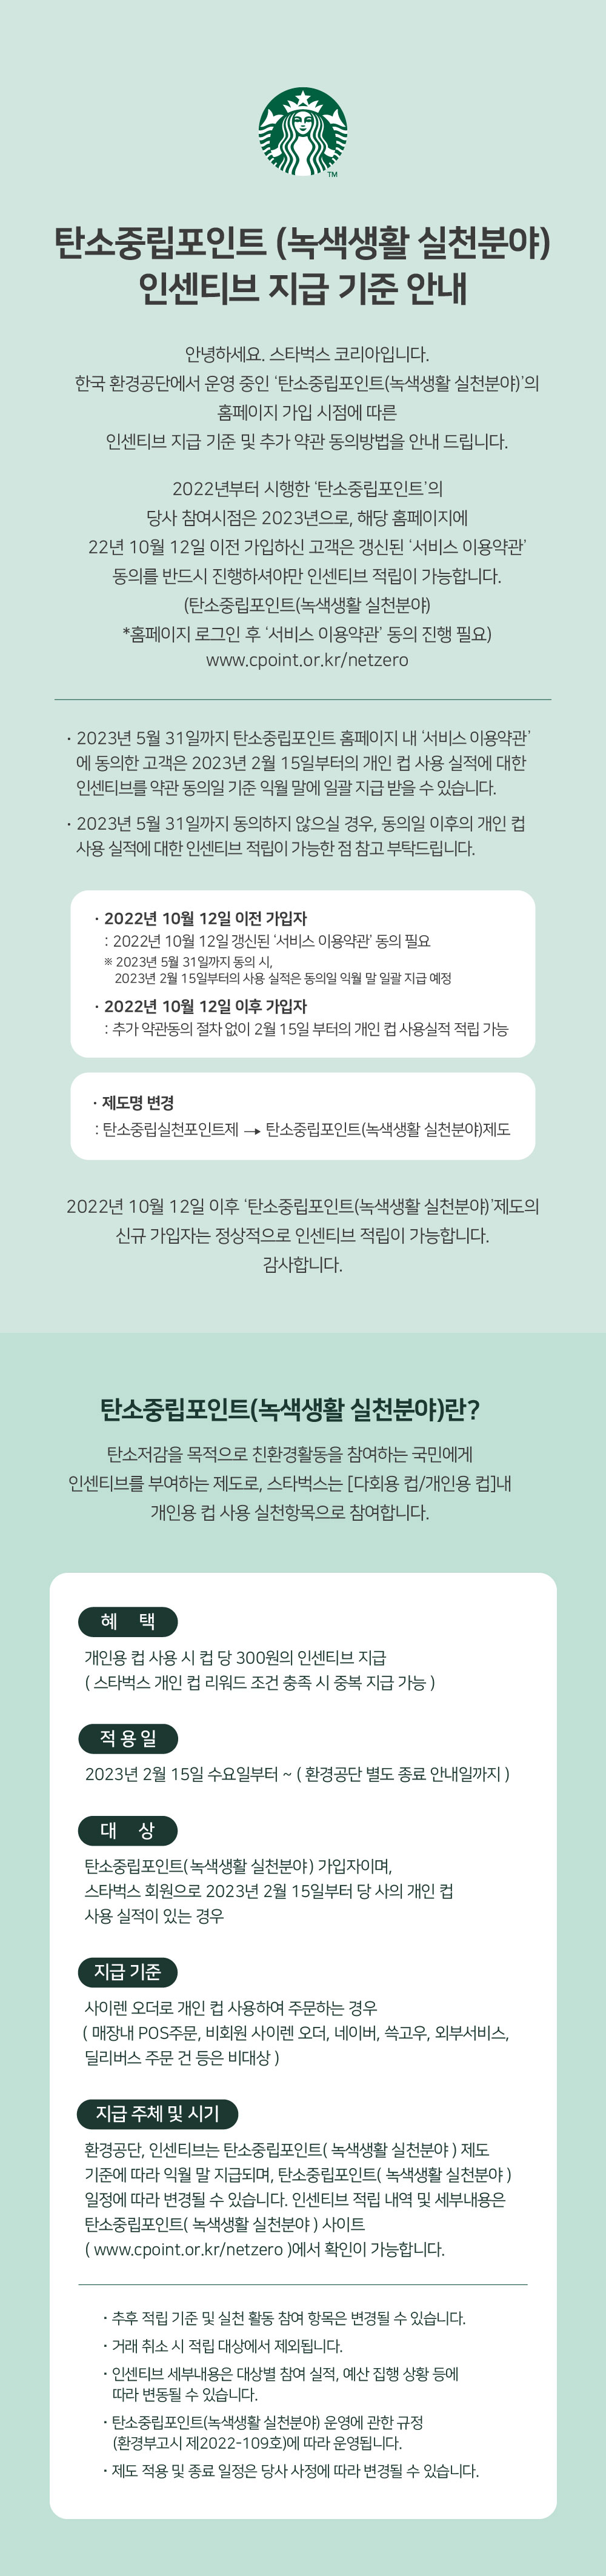 TM
탄소중립포인트 (녹색생활 실천분야)
인센티브 지급 기준 안내
안녕하세요. 스타벅스 코리아입니다.
한국 환경공단에서 운영 중인 ‘탄소중립포인트(녹색생활 실천분야)’의
홈페이지 가입 시점에 따른
인센티브 지급 기준 및 추가 약관 동의방법을 안내 드립니다.
2022년부터 시행한 ‘탄소중립포인트’의
당사 참여시점은 2023년으로, 해당 홈페이지에
22년 10월 12일 이전 가입하신 고객은 갱신된 ‘서비스 이용약관’
동의를 반드시 진행하셔야만 인센티브 적립이 가능합니다.
(탄소중립포인트(녹색생활 실천분야)
*홈페이지 로그인 후 ‘서비스 이용약관’ 동의 진행 필요)
www.cpoint.or.kr/netzero
· 2023년 5월 31일까지 탄소중립포인트 홈페이지 내 ‘서비스 이용약관’
에 동의한 고객은 2023년 2월 15일부터의 개인 컵 사용 실적에 대한
인센티브를 약관 동의일 기준 익월 말에 일괄 지급 받을 수 있습니다.
· 2023년 5월 31일까지 동의하지 않으실 경우, 동의일 이후의 개인 컵
사용 실적에 대한 인센티브 적립이 가능한 점 참고 부탁드립니다.
· 2022년 10월 12일 이전 가입자
: 2022년 10월 12일 갱신된 ‘서비스 이용약관’ 동의 필요
※ 2023년 5월 31일까지 동의 시,
2023년 2월 15일부터의 사용 실적은 동의일 익월 말 일괄 지급 예정
· 2022년 10월 12일 이후 가입자
: 추가 약관동의 절차 없이 2월 15일 부터의 개인 컵 사용실적 적립 가능
· 제도명 변경
: 탄소중립실천포인트제 → 탄소중립포인트(녹색생활 실천분야)제도
2022년 10월 12일 이후 ‘탄소중립포인트(녹색생활 실천분야)’제도의
신규 가입자는 정상적으로 인센티브 적립이 가능합니다.
감사합니다.
탄소중립포인트(녹색생활 실천분야)란?
탄소저감을 목적으로 친환경활동을 참여하는 국민에게
인센티브를 부여하는 제도로, 스타벅스는 [다회용 컵/개인용 컵]내
개인용 컵 사용 실천항목으로 참여합니다.
혜 택
개인용 컵 사용 시 컵 당 300원의 인센티브 지급
( 스타벅스 개인 컵 리워드 조건 충족 시 중복 지급 가능 )
적용일
2023년 2월 15일 수요일부터 ~ ( 환경공단 별도 종료 안내일까지 )
대 상
탄소중립포인트( 녹색생활 실천분야 ) 가입자이며,
스타벅스 회원으로 2023년 2월 15일부터 당 사의 개인 컵
사용 실적이 있는 경우
지급 기준
사이렌 오더로 개인 컵 사용하여 주문하는 경우
( 매장내 POS주문, 비회원 사이렌 오더, 네이버, 쓱고우, 외부서비스,
딜리버스 주문 건 등은 비대상 )
지급 주체 및 시기
환경공단, 인센티브는 탄소중립포인트( 녹색생활 실천분야 ) 제도
기준에 따라 익월 말 지급되며, 탄소중립포인트( 녹색생활 실천분야 )
일정에 따라 변경될 수 있습니다. 인센티브 적립 내역 및 세부내용은
탄소중립포인트( 녹색생활 실천분야 ) 사이트
( www.cpoint.or.kr/netzero )에서 확인이 가능합니다.
· 추후 적립 기준 및 실천 활동 참여 항목은 변경될 수 있습니다.
· 거래 취소 시 적립 대상에서 제외됩니다.
· 인센티브 세부내용은 대상별 참여 실적, 예산 집행 상황 등에
따라 변동될 수 있습니다.
· 탄소중립포인트(녹색생활 실천분야) 운영에 관한 규정
(환경부고시 제2022-109호)에 따라 운영됩니다.
· 제도 적용 및 종료 일정은 당사 사정에 따라 변경될 수 있습니다.